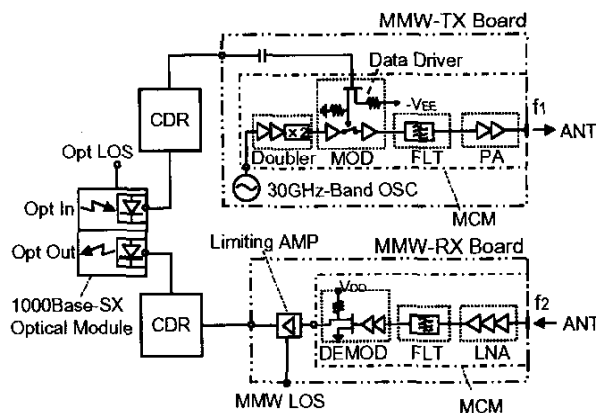 MMW-TX Board
Data Driver
CDR
-VEE
f1
x2
ANT
Doubler
MOD
FLT
PA
Opt LOS
30GHz-Band OSC
MCM
Opt In
Opt Out
Limiting AMP
MMW-RX Board
1000Base-SX
Optical Module
CDR
VDD
f2
ANT
DEMOD
FLT
LNA
MMW LOS
MCM